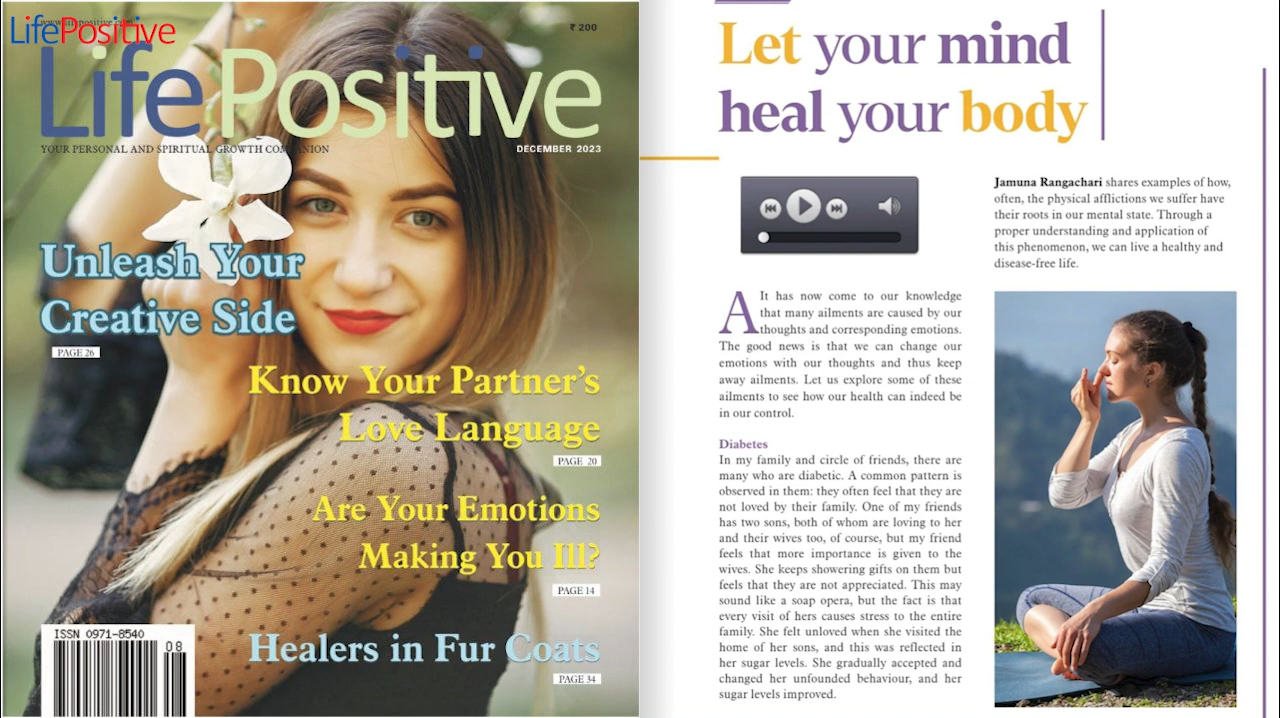 www.lifepositive.com
LifePositive
₹ 200
LifePositive
YOUR PERSONAL AND SPIRITUAL GROWTH COMPANION
DECEMBER 2023
Unleash Your
Creative Side
PAGE 26
Know Your Partner's
Love Language
PAGE 20
Are Your Emotions
Making You Ill?
PAGE 14
Healers in Fur Coats
PAGE 34
ISSN 0971-8540
08
Let your mind
heal your body
Jamuna Rangachari shares examples of how,
often, the physical afflictions we suffer have
their roots in our mental state. Through a
proper understanding and application of
this phenomenon, we can live a healthy and
disease-free life.
A It has now come to our knowledge
that many ailments are caused by our
thoughts and corresponding emotions.
The good news is that we can change our
emotions with our thoughts and thus keep
away ailments. Let us explore some of these
ailments to see how our health can indeed be
in our control.
Diabetes
In my family and circle of friends, there are
many who are diabetic. A common pattern is
observed in them: they often feel that they are
not loved by their family. One of my friends
has two sons, both of whom are loving to her
and their wives too, of course, but my friend
feels that more importance is given to the
wives. She keeps showering gifts on them but
feels that they are not appreciated. This may
sound like a soap opera, but the fact is that
every visit of hers causes stress to the entire
family. She felt unloved when she visited the
home of her sons, and this was reflected in
her sugar levels. She gradually accepted and
changed her unfounded behaviour, and her
sugar levels improved.